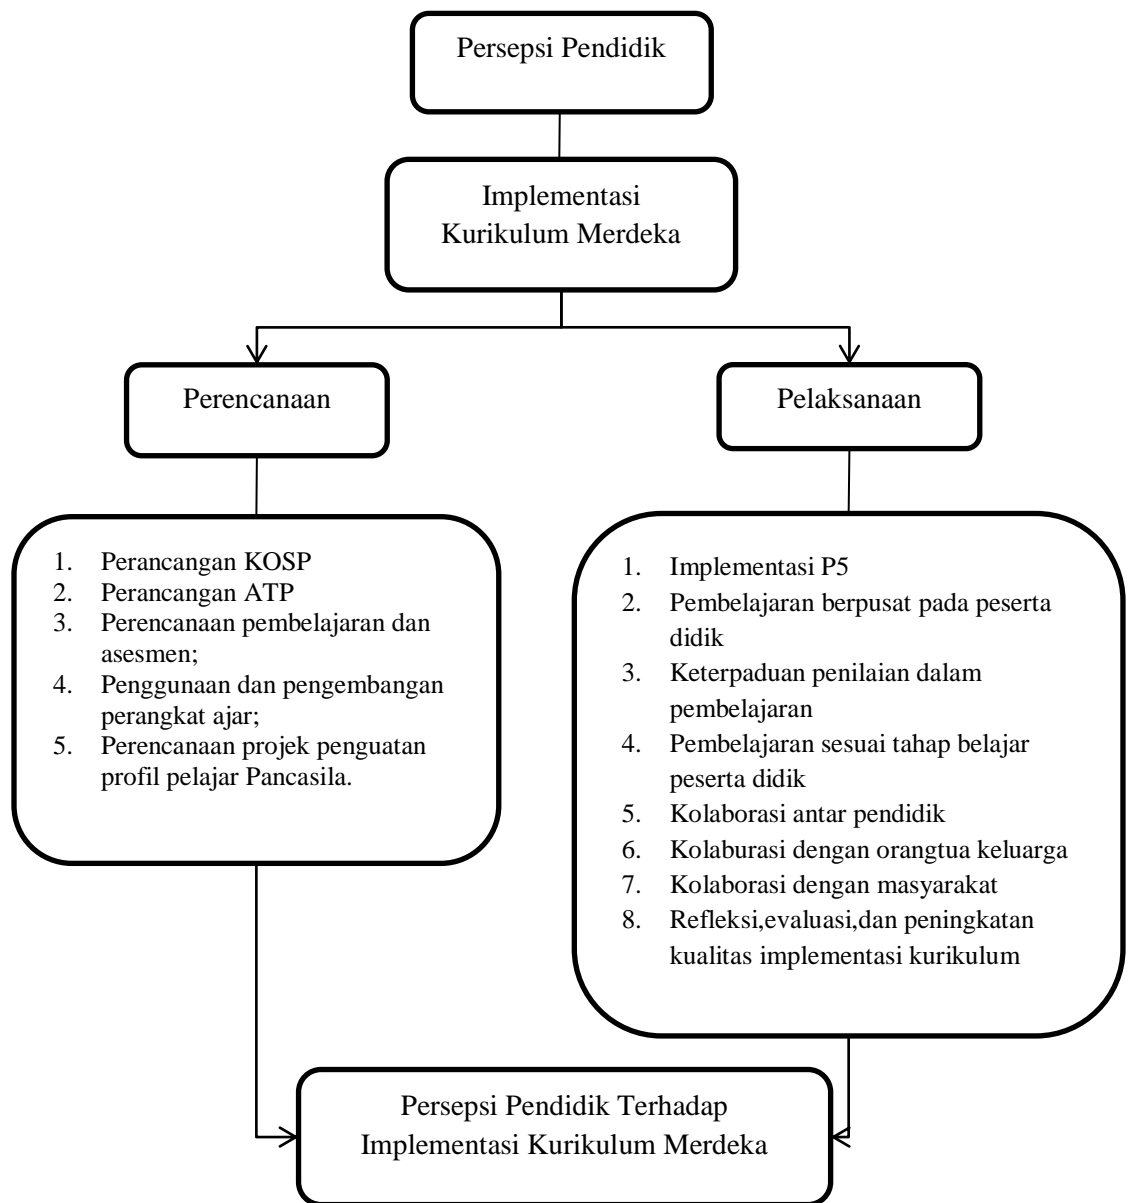 Persepsi Pendidik
Implementasi
Kurikulum Merdeka
Perencanaan
Pelaksanaan
1. Perancangan KOSP
2. Perancangan ATP
3. Perencanaan pembelajaran dan
asesmen;
4. Penggunaan dan pengembangan
perangkat ajar;
5. Perencanaan projek penguatan
profil pelajar Pancasila.
1. Implementasi P5
2. Pembelajaran berpusat pada peserta
didik
3. Keterpaduan penilaian dalam
pembelajaran
4. Pembelajaran sesuai tahap belajar
peserta didik
5. Kolaborasi antar pendidik
6. Kolaburasi dengan orangtua keluarga
7. Kolaborasi dengan masyarakat
8. Refleksi,evaluasi,dan peningkatan
kualitas implementasi kurikulum
Persepsi Pendidik Terhadap
Implementasi Kurikulum Merdeka